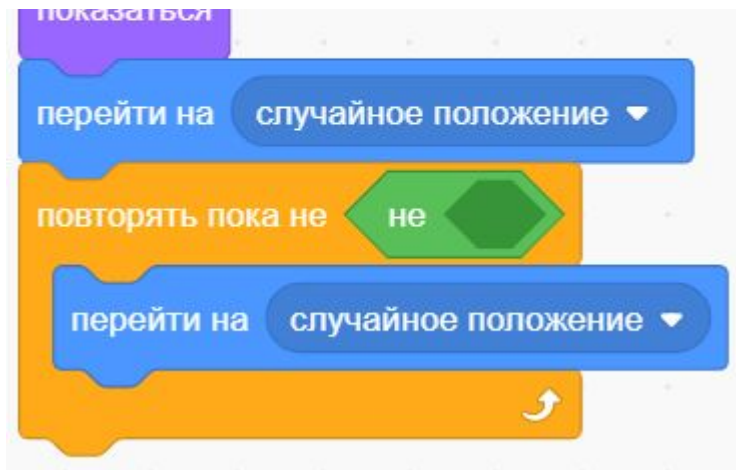 показаться
перейти на случайное положение
повторять пока не не
перейти на случайное положение